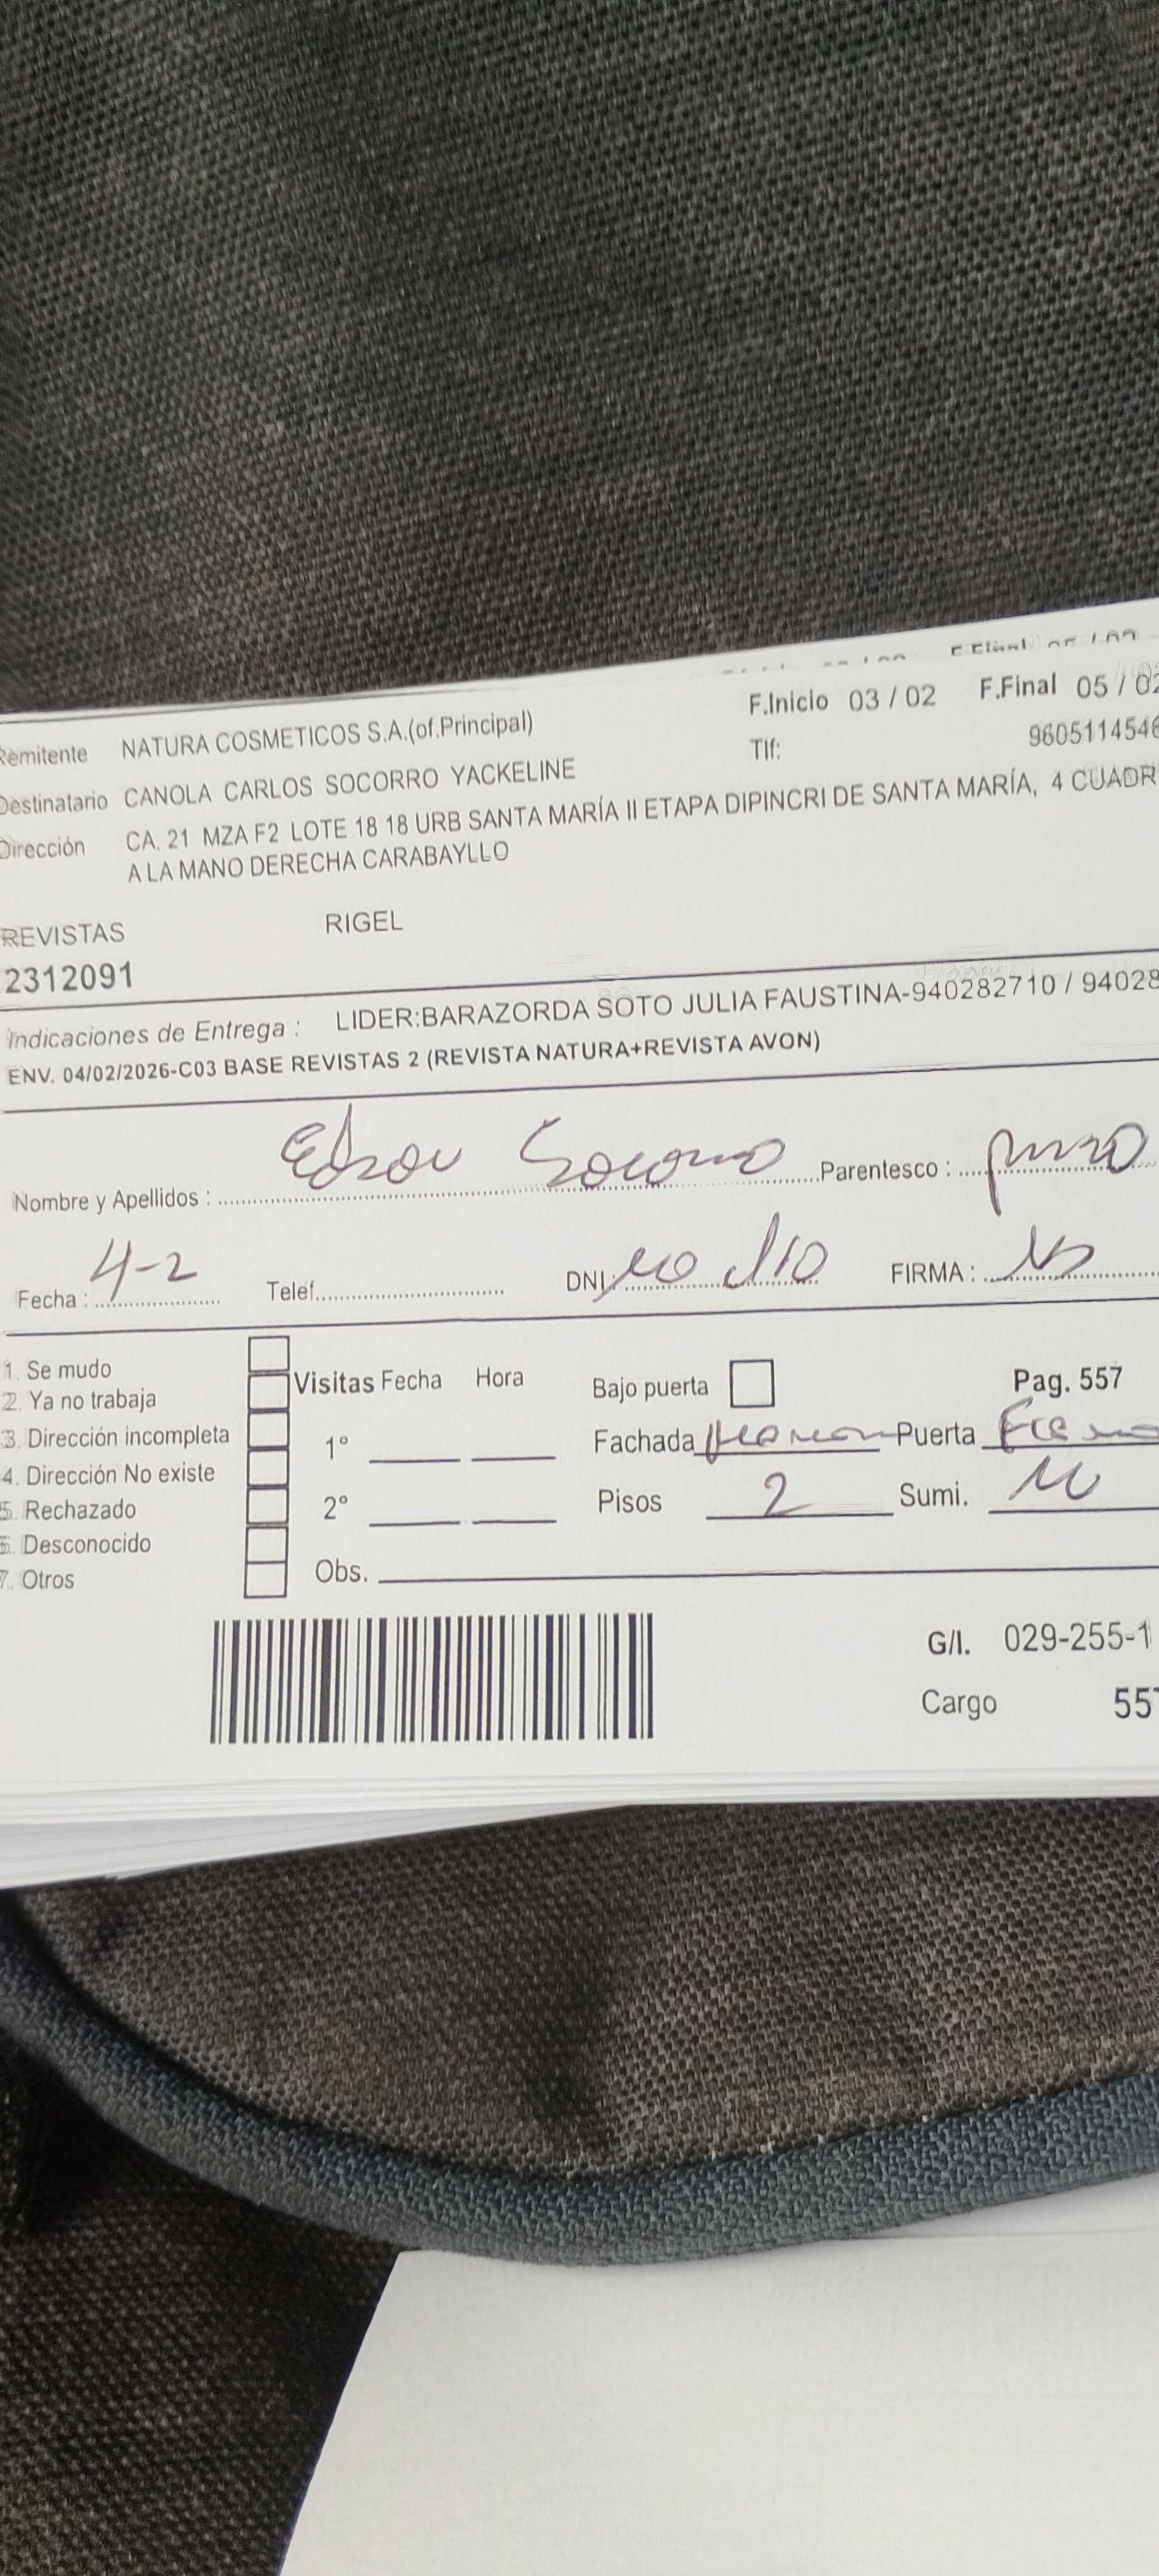 F.Inicio 03 / 02 F.Final 05 / 02
Remitente NATURA COSMETICOS S.A.(of.Principal)
Tlf: 9605114546
Destinatario CANOLA CARLOS SOCORRO YACKELINE
Dirección CA. 21 MZA F2 LOTE 18 18 URB SANTA MARÍA II ETAPA DIPINCRI DE SANTA MARÍA, 4 CUADR
A LA MANO DERECHA CARABAYLLO
REVISTAS RIGEL
2312091
Indicaciones de Entrega : LIDER:BARAZORDA SOTO JULIA FAUSTINA-940282710 / 94028
ENV. 04/02/2026-C03 BASE REVISTAS 2 (REVISTA NATURA+REVISTA AVON)
Nombre y Apellidos : Socorro Parentesco :
Fecha : 4-2 Telef. DNI: FIRMA :
1. Se mudo
2. Ya no trabaja
3. Dirección incompleta
4. Dirección No existe
5. Rechazado
6. Desconocido
7. Otros
Visitas Fecha Hora
1°
2°
Obs.
Bajo puerta Pag. 557
Fachada Puerta
Pisos 2 Sumi.
G/I. 029-255-1
Cargo 557